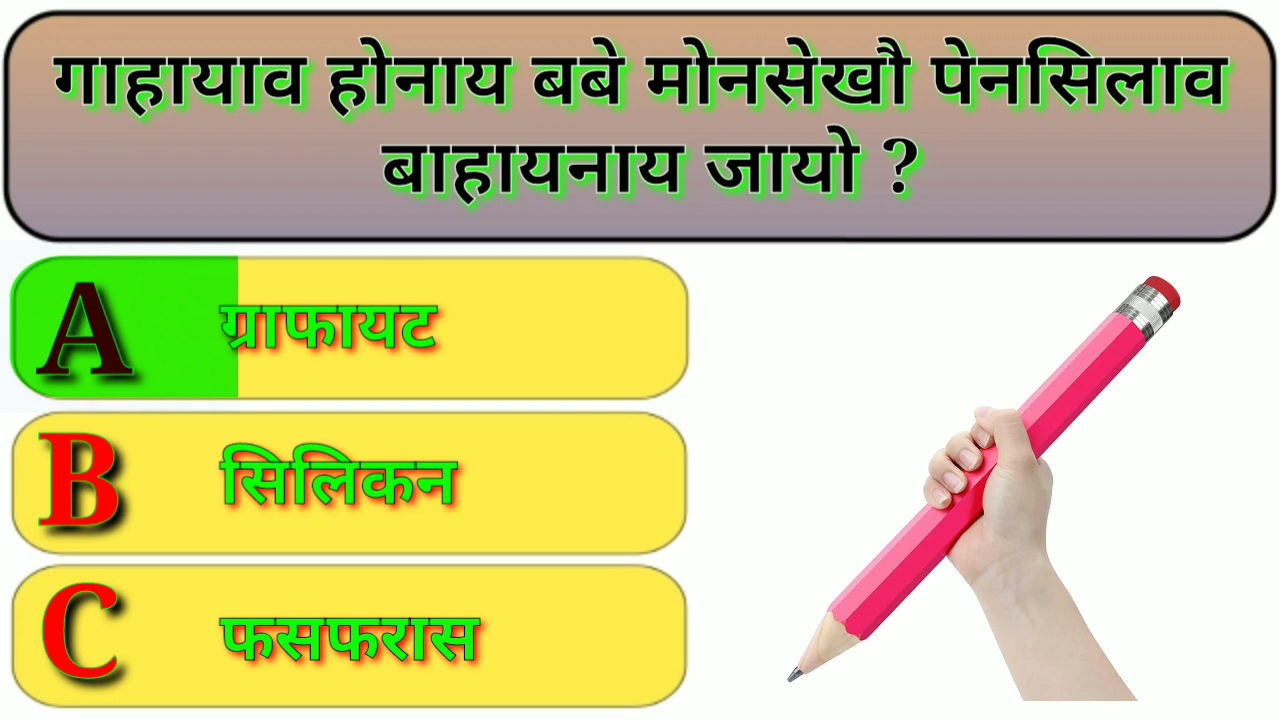 गाहायाव होनाय बबे मोनसेखौ पेनसिलाव
बाहायनाय जायो ?
A ग्राफायट
B सिलिकन
C फसफरास